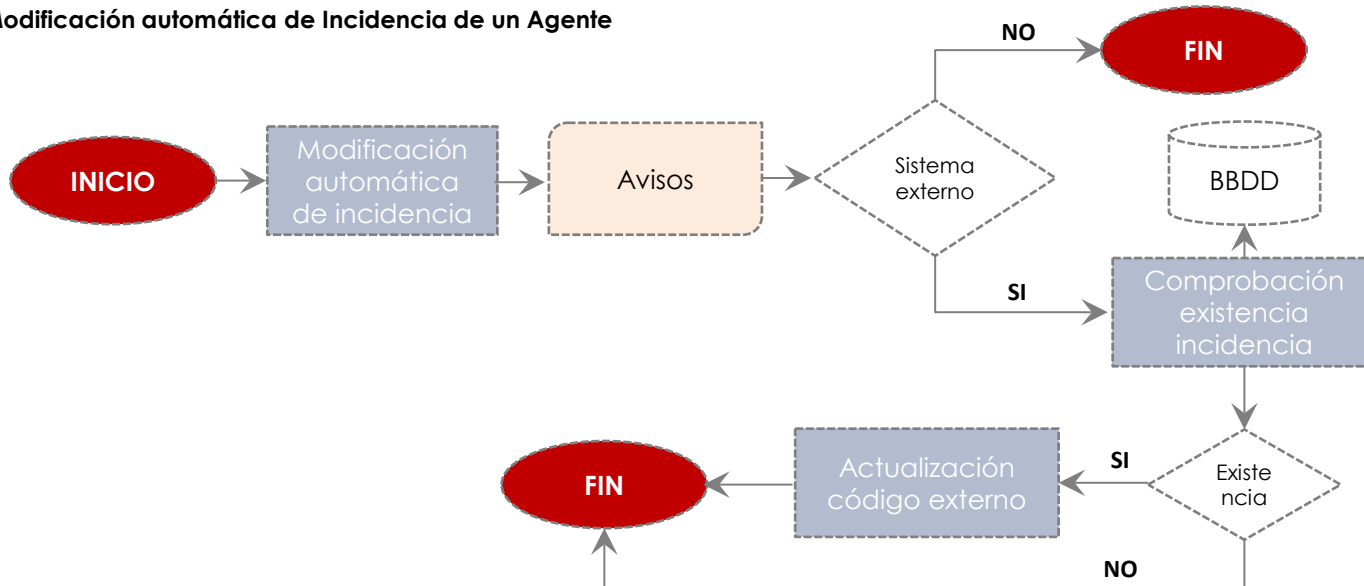 Modificación automática de Incidencia de un Agente
NO
FIN
INICIO
Modificación
automática
de incidencia
Avisos
Sistema
externo
BBDD
SI
Comprobación
existencia
incidencia
FIN
Actualización
código externo
SI
Existe
ncia
NO